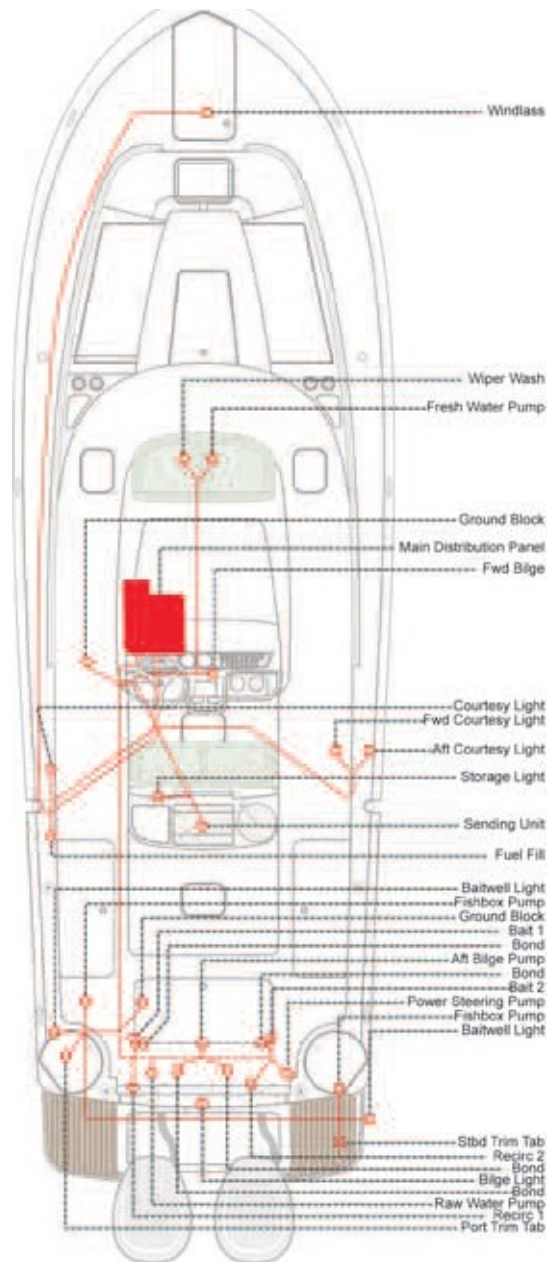 Windlass
Wiper Wash
Fresh Water Pump
Ground Block
Main Distribution Panel
Fwd Bilge
Courtesy Light
Fwd Courtesy Light
Aft Courtesy Light
Storage Light
Sending Unit
Fuel Fill
Baitwell Light
Fishbox Pump
Ground Block
Bait 1
Bond
Aft Bilge Pump
Bond
Bait 2
Power Steering Pump
Fishbox Pump
Baitwell Light
Stbd Trim Tab
Recirc 2
Bond
Bilge Light
Bond
Raw Water Pump
Recirc 1
Port Trim Tab